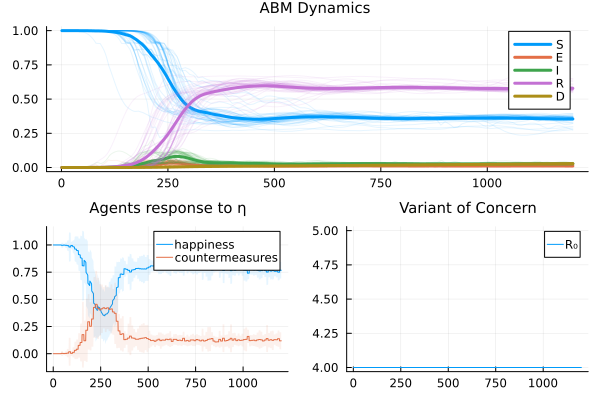 ABM Dynamics
1.00
0.75
0.50
0.25
0.00
0
250
500
750
1000
S
E
I
R
D
Agents response to η
1.00
0.75
0.50
0.25
0.00
0
250
500
750
1000
happiness
countermeasures
Variant of Concern
5.00
4.75
4.50
4.25
4.00
0
250
500
750
1000
R₀